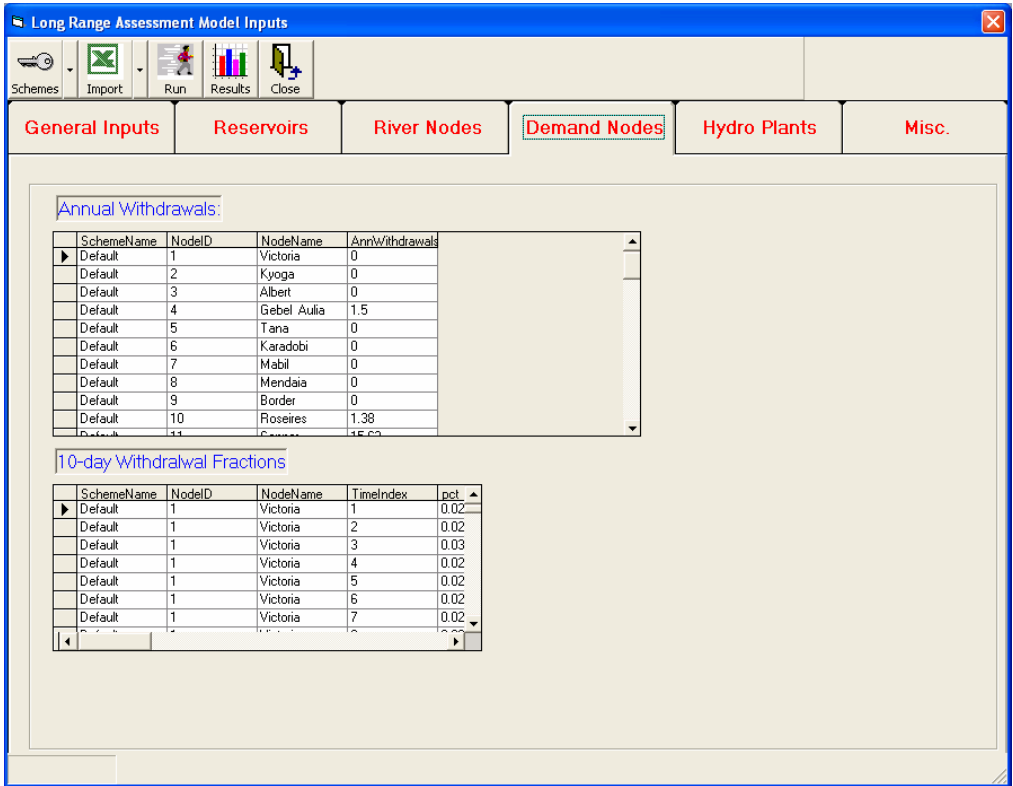 Long Range Assessment Model Inputs
Schemes Import Run Results Close
General Inputs Reservoirs River Nodes Demand Nodes Hydro Plants Misc.
Annual Withdrawals:
SchemeName NodeID NodeName AnnWithdrawals
Default 1 Victoria 0
Default 2 Kyoga 0
Default 3 Albert 0
Default 4 Gebel Aulia 1.5
Default 5 Tana 0
Default 6 Karadobi 0
Default 7 Mabil 0
Default 8 Mendaia 0
Default 9 Border 0
Default 10 Roseires 1.38
Default 11
10-day Withdralwal Fractions
SchemeName NodeID NodeName TimeIndex pct
Default 1 Victoria 1 0.02
Default 1 Victoria 2 0.02
Default 1 Victoria 3 0.03
Default 1 Victoria 4 0.02
Default 1 Victoria 5 0.02
Default 1 Victoria 6 0.02
Default 1 Victoria 7 0.02